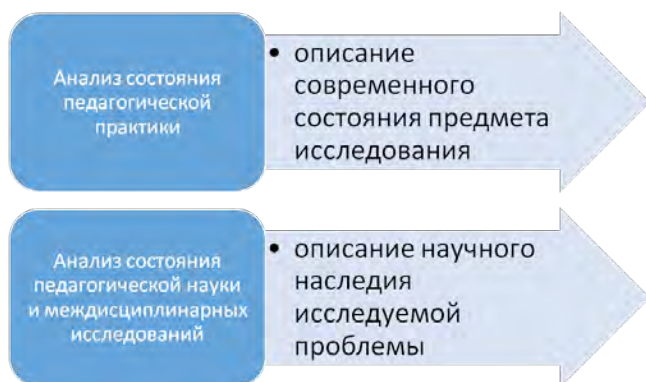 Анализ состояния
педагогической
практики
• описание
современного
состояния предмета
исследования
Анализ состояния
педагогической науки
и междисциплинарных
исследований
• описание научного
наследия
исследуемой
проблемы